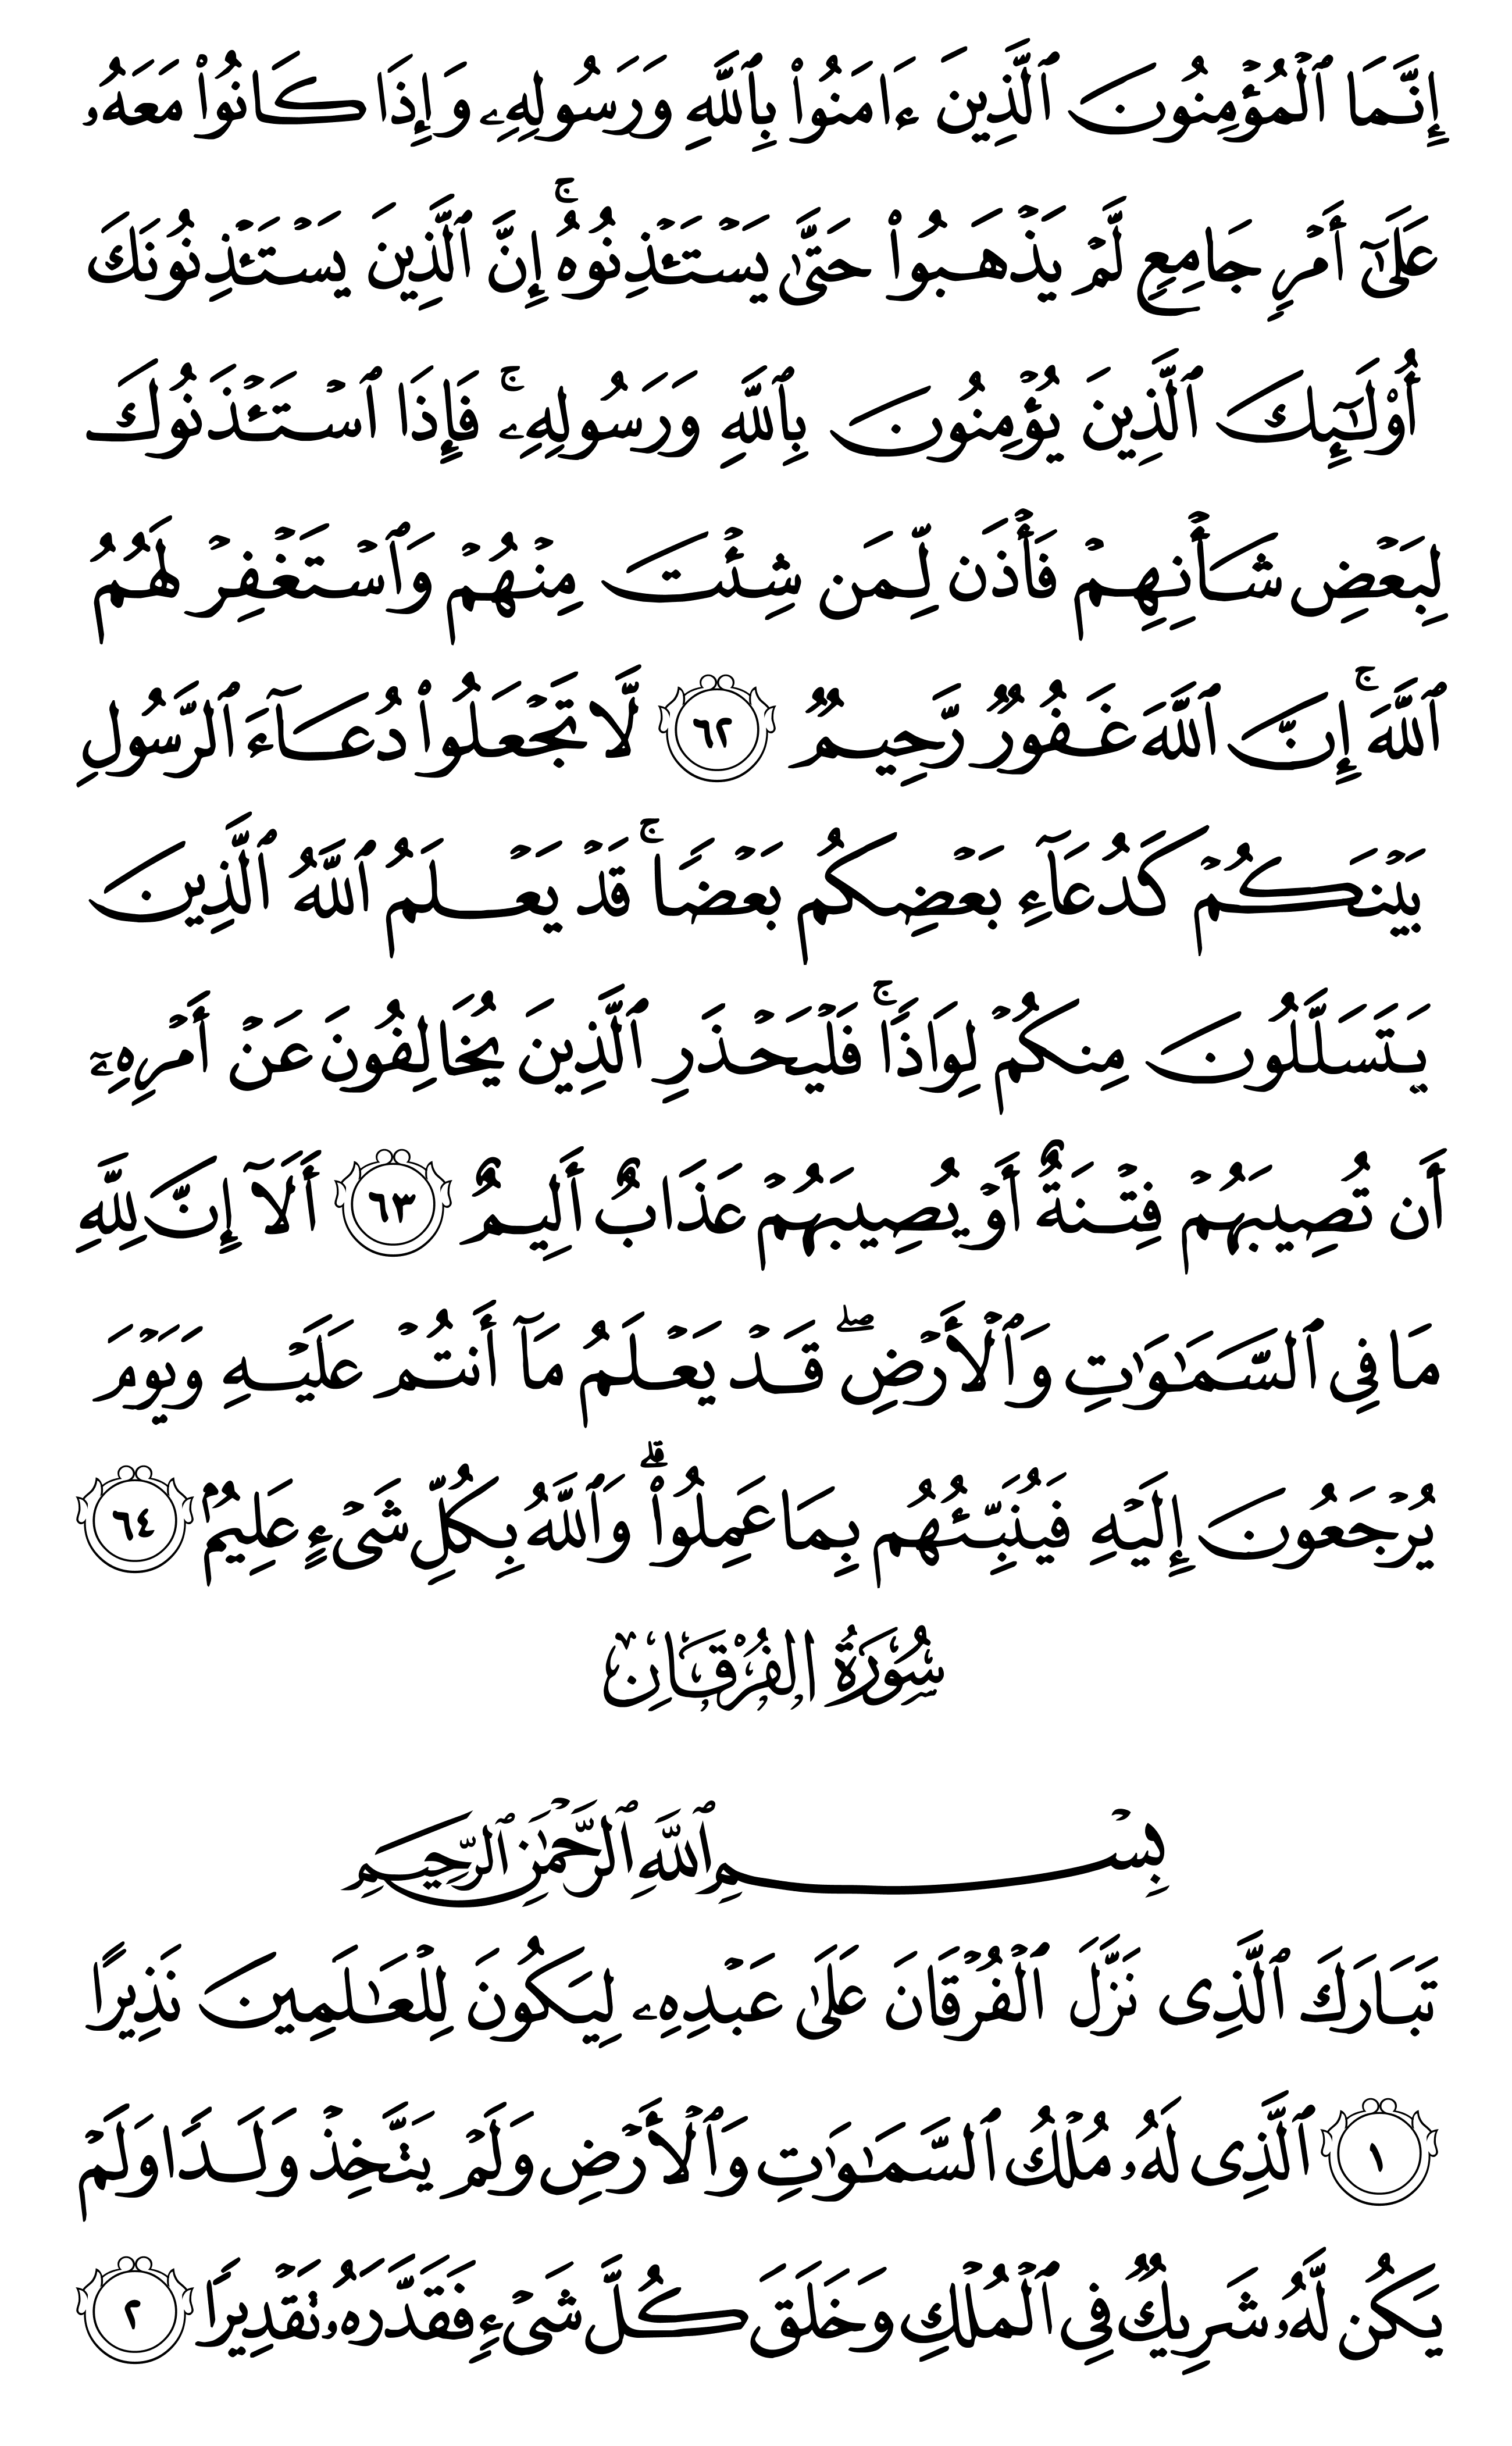 إِنَّمَا ٱلْمُؤْمِنُونَ ٱلَّذِينَ ءَامَنُوا۟ بِٱللَّهِ وَرَسُولِهِۦ وَإِذَا كَانُوا۟ مَعَهُۥ
عَلَىٰٓ أَمْرٍ جَامِعٍ لَّمْ يَذْهَبُوا۟ حَتَّىٰ يَسْتَـْٔذِنُوهُ ۚ إِنَّ ٱلَّذِينَ يَسْتَـْٔذِنُونَكَ
أُو۟لَـٰٓئِكَ ٱلَّذِينَ يُؤْمِنُونَ بِٱللَّهِ وَرَسُولِهِۦ ۚ فَإِذَا ٱسْتَـْٔذَنُوكَ
لِبَعْضِ شَأْنِهِمْ فَأْذَن لِّمَن شِئْتَ مِنْهُمْ وَٱسْتَغْفِرْ لَهُمُ
ٱللَّهَ ۚ إِنَّ ٱللَّهَ غَفُورٌ رَّحِيمٌ ٦٢ لَّا تَجْعَلُوا۟ دُعَآءَ ٱلرَّسُولِ
بَيْنَكُمْ كَدُعَآءِ بَعْضِكُم بَعْضًا ۚ قَدْ يَعْلَمُ ٱللَّهُ ٱلَّذِينَ
يَتَسَلَّلُونَ مِنكُمْ لِوَاذًا ۚ فَلْيَحْذَرِ ٱلَّذِينَ يُخَالِفُونَ عَنْ أَمْرِهِۦٓ
أَن تُصِيبَهُمْ فِتْنَةٌ أَوْ يُصِيبَهُمْ عَذَابٌ أَلِيمٌ ٦٣ أَلَآ إِنَّ لِلَّهِ
مَا فِى ٱلسَّمَـٰوَٰتِ وَٱلْأَرْضِ ۖ قَدْ يَعْلَمُ مَآ أَنتُمْ عَلَيْهِ وَيَوْمَ
يُرْجَعُونَ إِلَيْهِ فَيُنَبِّئُهُم بِمَا عَمِلُوا۟ ۗ وَٱللَّهُ بِكُلِّ شَىْءٍ عَلِيمٌۢ ٦٤
سُورَةُ الفُرْقَانِ
بِسْمِ ٱللَّهِ ٱلرَّحْمَـٰنِ ٱلرَّحِيمِ
تَبَارَكَ ٱلَّذِى نَزَّلَ ٱلْفُرْقَانَ عَلَىٰ عَبْدِهِۦ لِيَكُونَ لِلْعَـٰلَمِينَ نَذِيرًا
١ ٱلَّذِى لَهُۥ مُلْكُ ٱلسَّمَـٰوَٰتِ وَٱلْأَرْضِ وَلَمْ يَتَّخِذْ وَلَدًا وَلَمْ
يَكُن لَّهُۥ شَرِيكٌ فِى ٱلْمُلْكِ وَخَلَقَ كُلَّ شَىْءٍ فَقَدَّرَهُۥ تَقْدِيرًا ٢